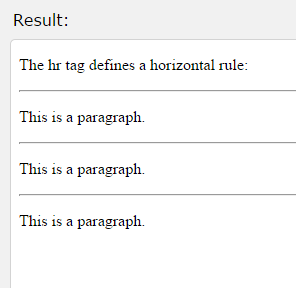 Result:
The hr tag defines a horizontal rule:
This is a paragraph.
This is a paragraph.
This is a paragraph.